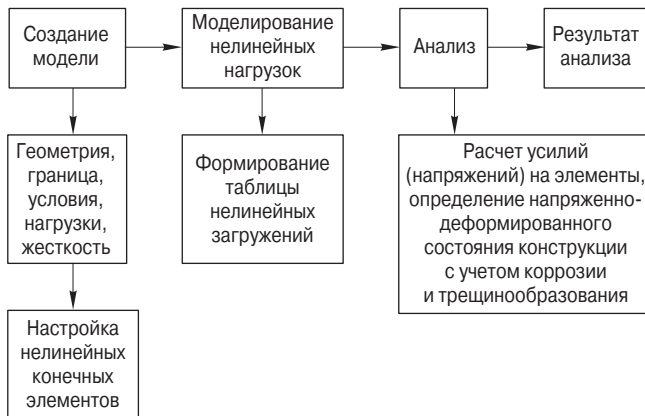 Создание
модели
Моделирование
нелинейных
нагрузок
Анализ
Результат
анализа
Геометрия,
граница,
условия,
нагрузки,
жесткость
Формирование
таблицы
нелинейных
загружений
Расчет усилий
(напряжений) на элементы,
определение напряженно-
деформированного
состояния конструкции
с учетом коррозии
и трещинообразования
Настройка
нелинейных
конечных
элементов